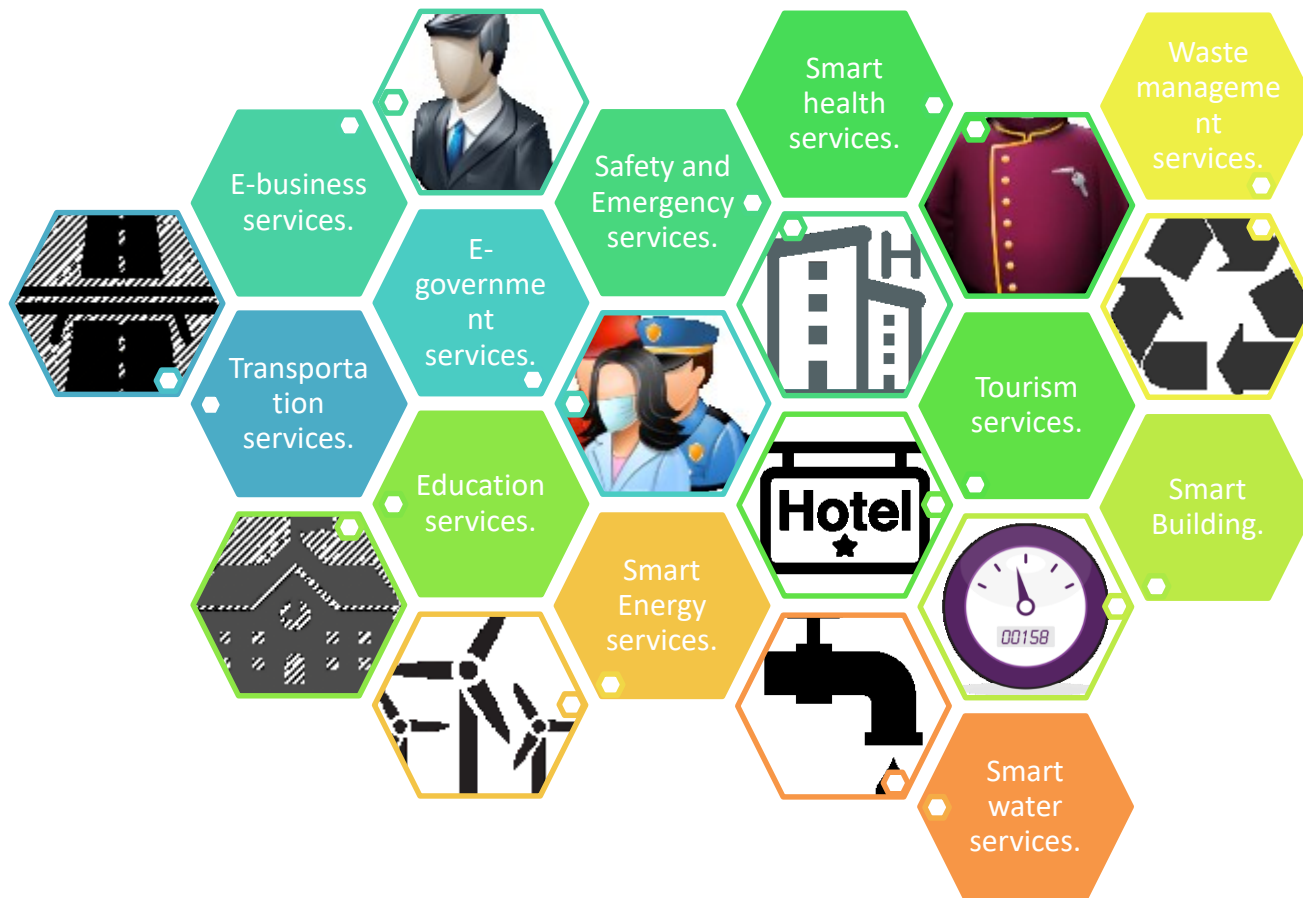 Smart
health
services.
Waste
manageme
nt
services.
E-business
services.
Safety and
Emergency
services.
E-
governme
nt
services.
H
Transporta
tion
services.
Tourism
services.
Education
services.
Hotel
Smart
Building.
Smart
Energy
services.
00158
Smart
water
services.